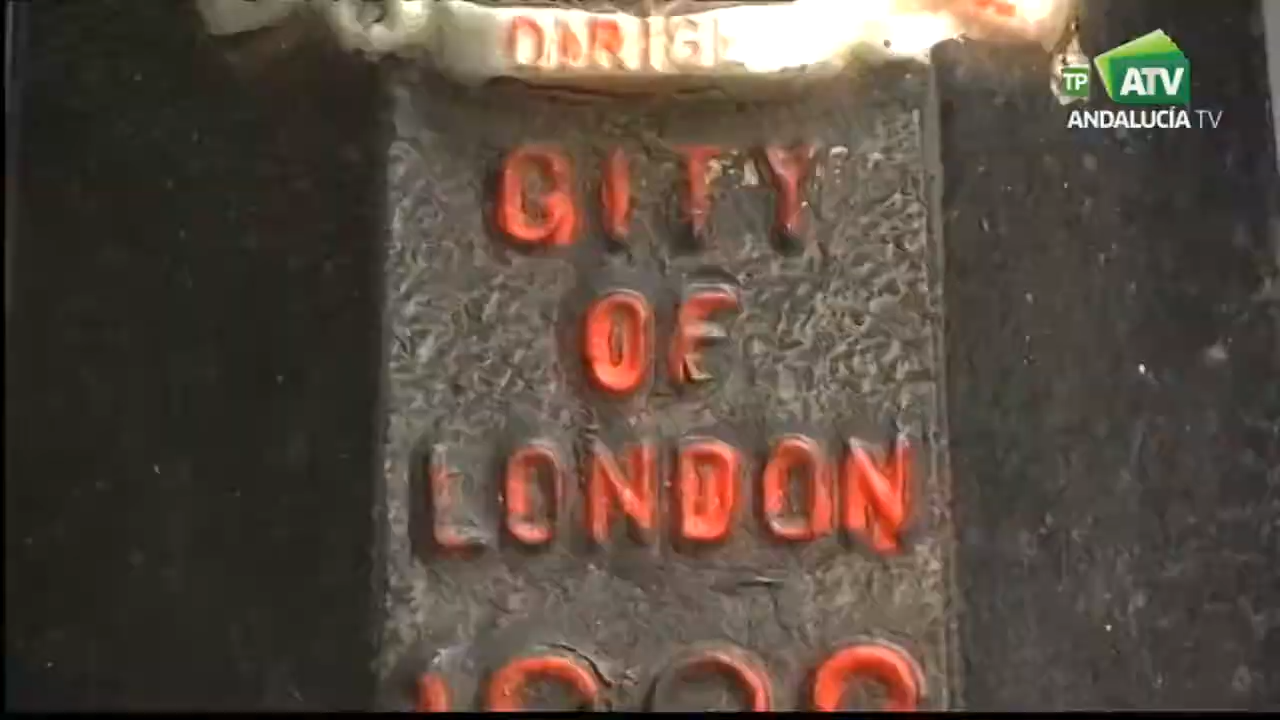 TP
ATV
ANDALUCÍA TV
CITY
OF
LONDON